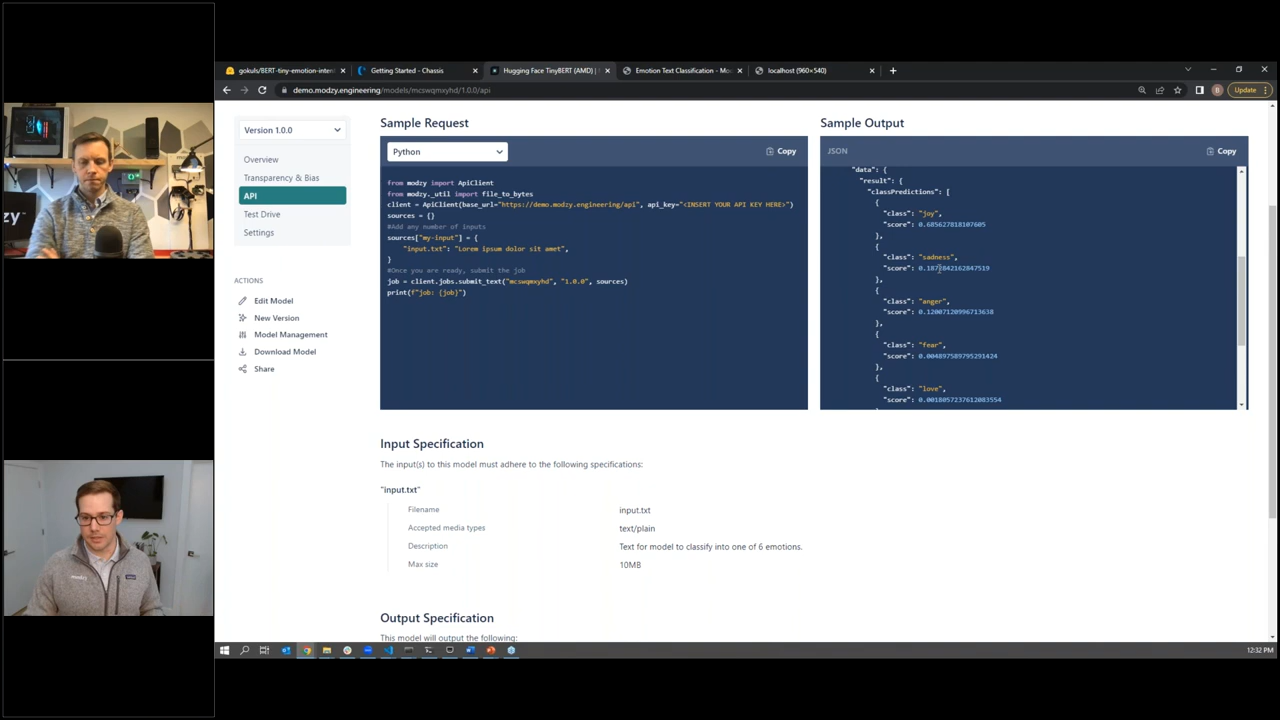 gokuls/BERT-tiny-emotion-inten
Getting Started - Chassis
Hugging Face TinyBERT (AMD) |
Emotion Text Classification - Mo
localhost (960×540)
demo.modzy.engineering/models/mcswqmxyhd/1.0.0/api
B
Update
Version 1.0.0
Overview
Transparency & Bias
API
Test Drive
Settings
ACTIONS
Edit Model
New Version
Model Management
Download Model
Share
Sample Request
Python
Copy
from modzy import ApiClient
from modzy._util import file_to_bytes
client = ApiClient(base_url="https://demo.modzy.engineering/api", api_key="<INSERT YOUR API KEY HERE>")
sources = {}
#Add any number of inputs
sources["my-input"] = {
"input.txt": "Lorem ipsum dolor sit amet",
}
#Once you are ready, submit the job
job = client.jobs.submit_text("mcswqmxyhd", "1.0.0", sources)
print(f"job: {job}")
Sample Output
JSON
Copy
"data": {
"result": {
"classPredictions": [
{
"class": "joy",
"score": 0.685627818107605
},
{
"class": "sadness",
"score": 0.1872842162847519
},
{
"class": "anger",
"score": 0.12007120996713638
},
{
"class": "fear",
"score": 0.004897589795291424
},
{
"class": "love",
"score": 0.0018057237612083554
Input Specification
The input(s) to this model must adhere to the following specifications:
"input.txt"
Filename
input.txt
Accepted media types
text/plain
Description
Text for model to classify into one of 6 emotions.
Max size
10MB
Output Specification
This model will output the following:
12:32 PM
modzy